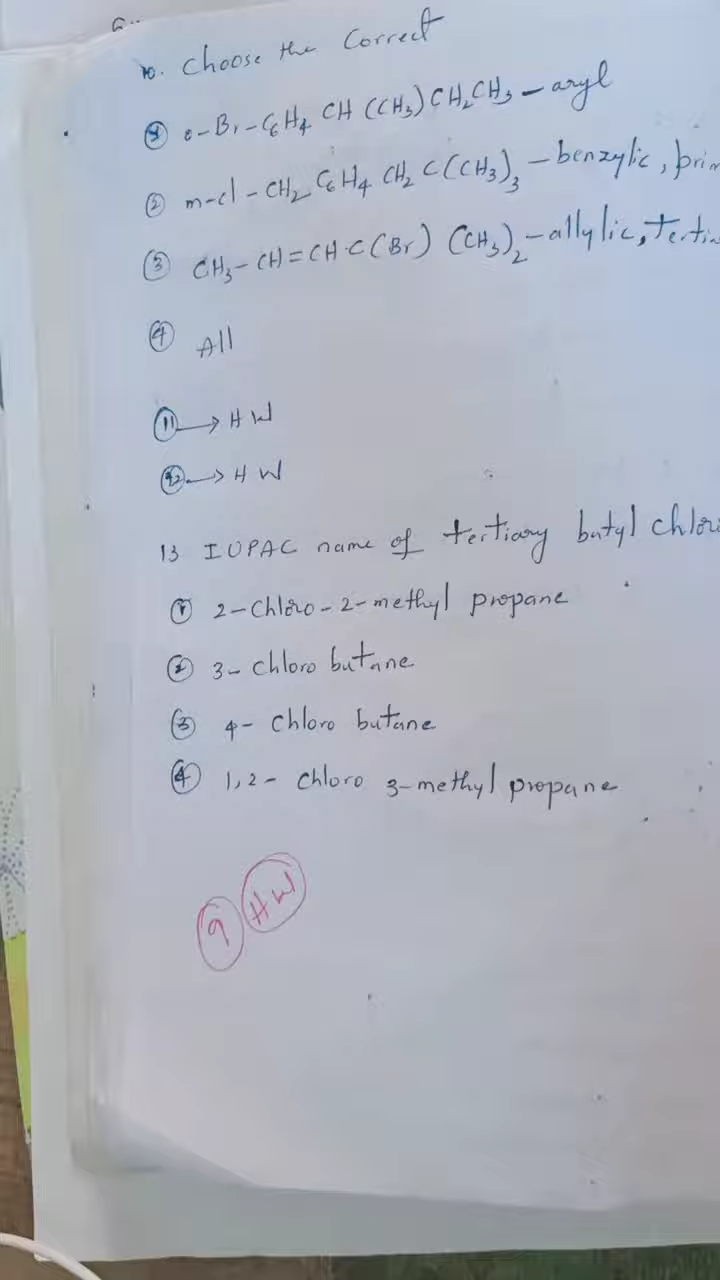 10. Choose the Correct
① o-Br-C6H4 CH (CH3) CH2CH3 - aryl
② m-cl-CH2 C6H4 CH2 C(CH3)3 - benzylic, prim
③ CH3-CH=CH-C(Br) (CH3)2 - allylic, Tertia
④ All
⑪ → HW
⑫ → HW
13 IUPAC name of tertiary butyl chlor
① 2-Chloro-2-methyl propane
② 3-chloro butane
③ 4-chloro butane
④ 1,2-chloro 3-methyl propane
9 HW